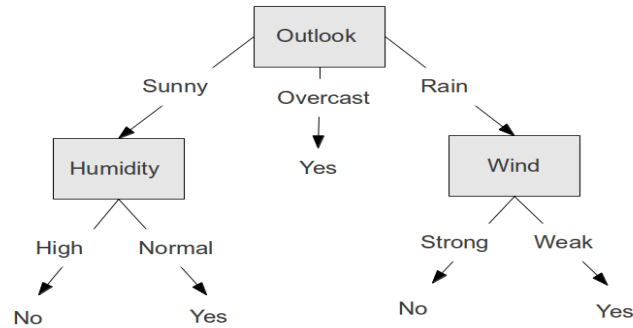 Outlook
Sunny
Overcast
Rain
Humidity
Yes
Wind
High
Normal
Strong
Weak
No
Yes
No
Yes